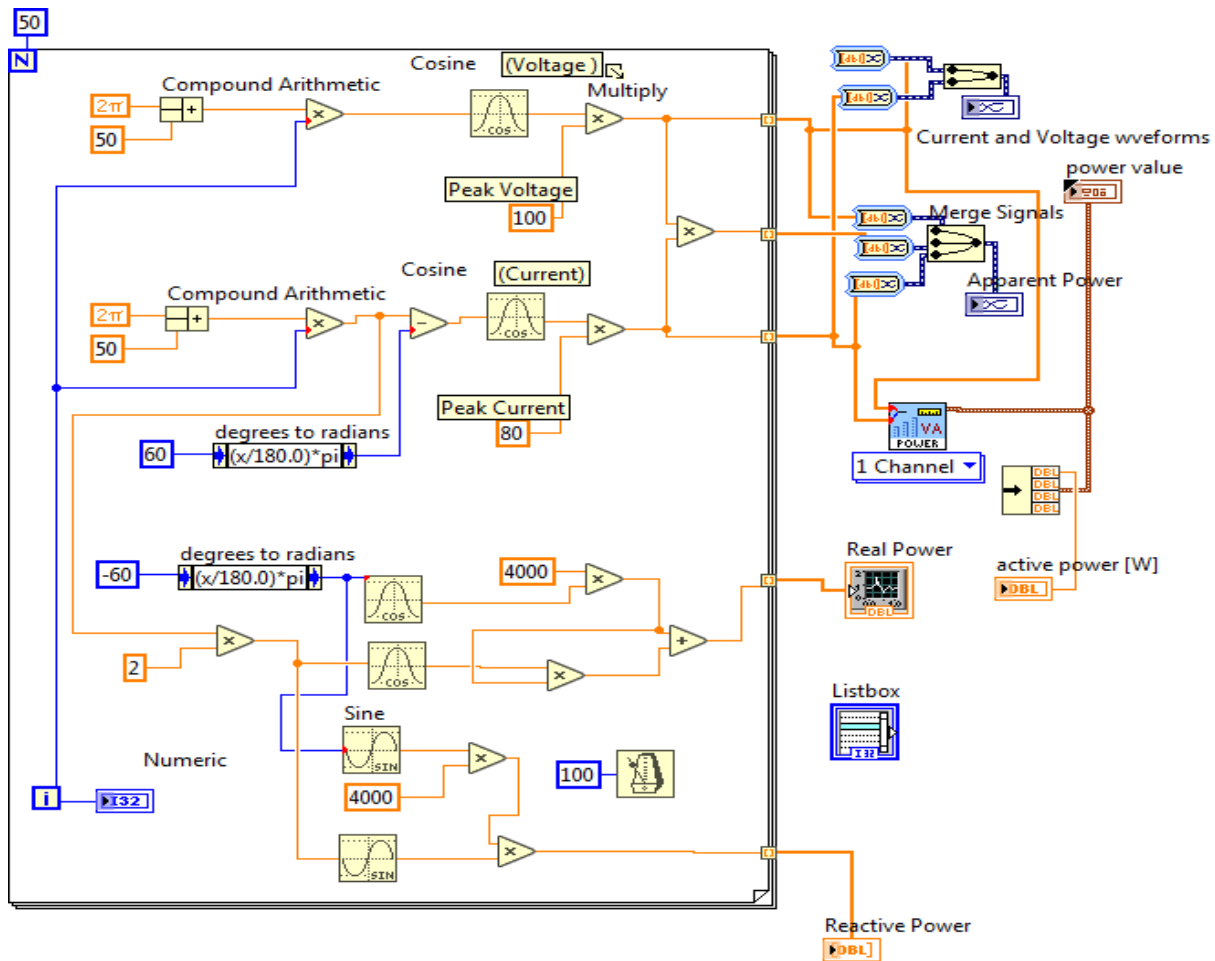 50
N
Cosine (Voltage )
Compound Arithmetic
Multiply
2π
50
+
×
COS
×
Peak Voltage
100
Current and Voltage wveforms
power value
×
Merge Signals
Cosine (Current)
Compound Arithmetic
Apparent Power
2π
50
+
×
−
COS
×
Peak Current
80
degrees to radians
60
(x/180.0)*pi
VA
POWER
1 Channel
DBL
DBL
DBL
DBL
degrees to radians
-60
(x/180.0)*pi
4000
×
Real Power
active power [W]
COS
DBL
DBL
2
×
+
COS
×
Sine
Listbox
SIN
×
I32
Numeric
100
4000
i
I32
SIN
×
Reactive Power
DBL]